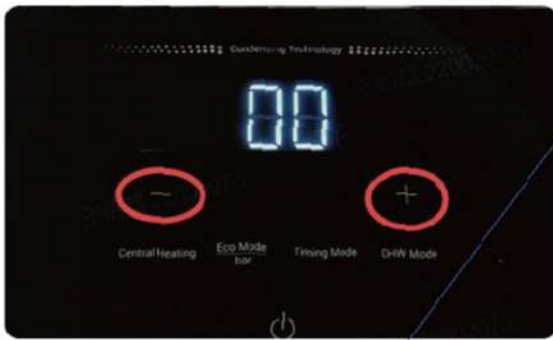 Condensing Technology
00
− +
Central Heating Eco Mode Timing Mode DHW Mode
bar